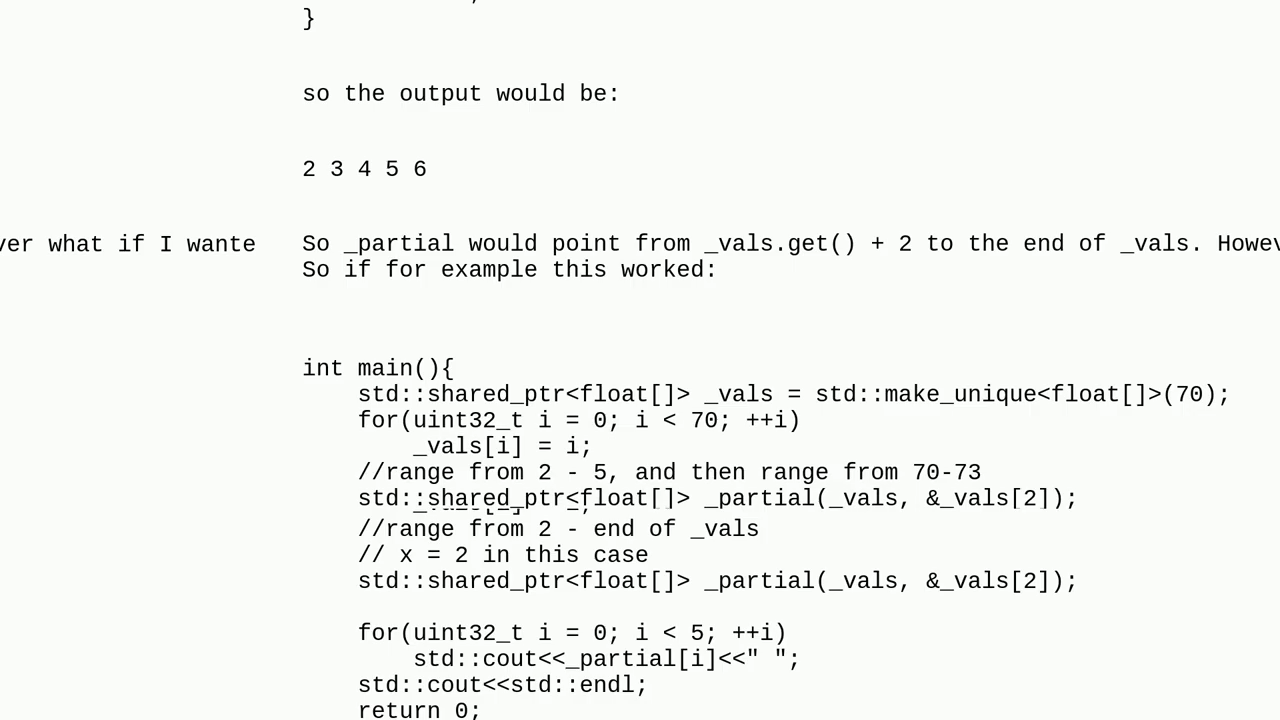 }
so the output would be:
2 3 4 5 6
ver what if I wante So _partial would point from _vals.get() + 2 to the end of _vals. Howev
So if for example this worked:
int main(){
    std::shared_ptr<float[]> _vals = std::make_unique<float[]>(70);
    for(uint32_t i = 0; i < 70; ++i)
        _vals[i] = i;
    //range from 2 - 5, and then range from 70-73
    std::shared_ptr<float[]> _partial(_vals, &_vals[2]);
    //range from 2 - end of _vals
    // x = 2 in this case
    std::shared_ptr<float[]> _partial(_vals, &_vals[2]);
    for(uint32_t i = 0; i < 5; ++i)
        std::cout<<_partial[i]<<" ";
    std::cout<<std::endl;
    return 0;